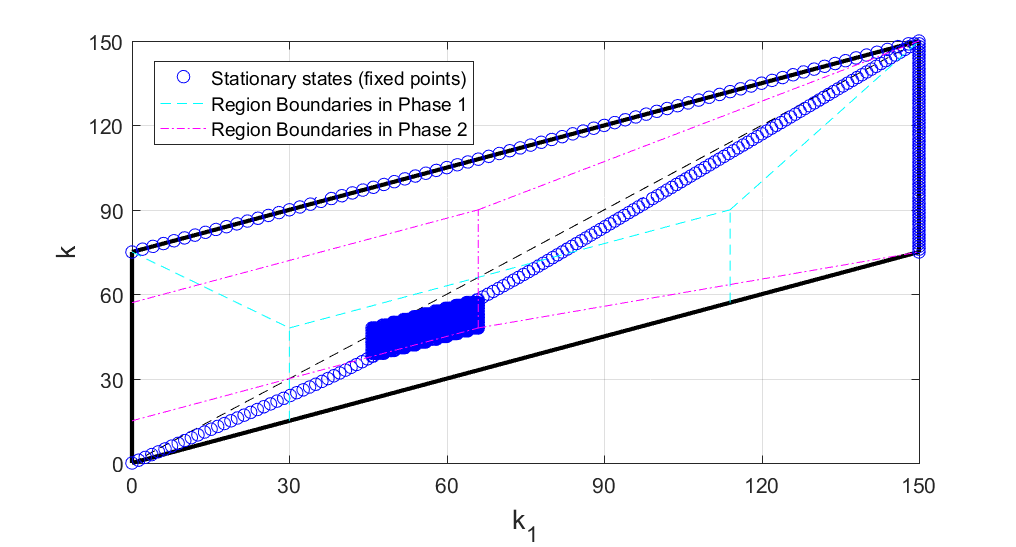 150
Stationary states (fixed points)
Region Boundaries in Phase 1
Region Boundaries in Phase 2
120
90
k
60
30
0
0 30 60 90 120 150
k1